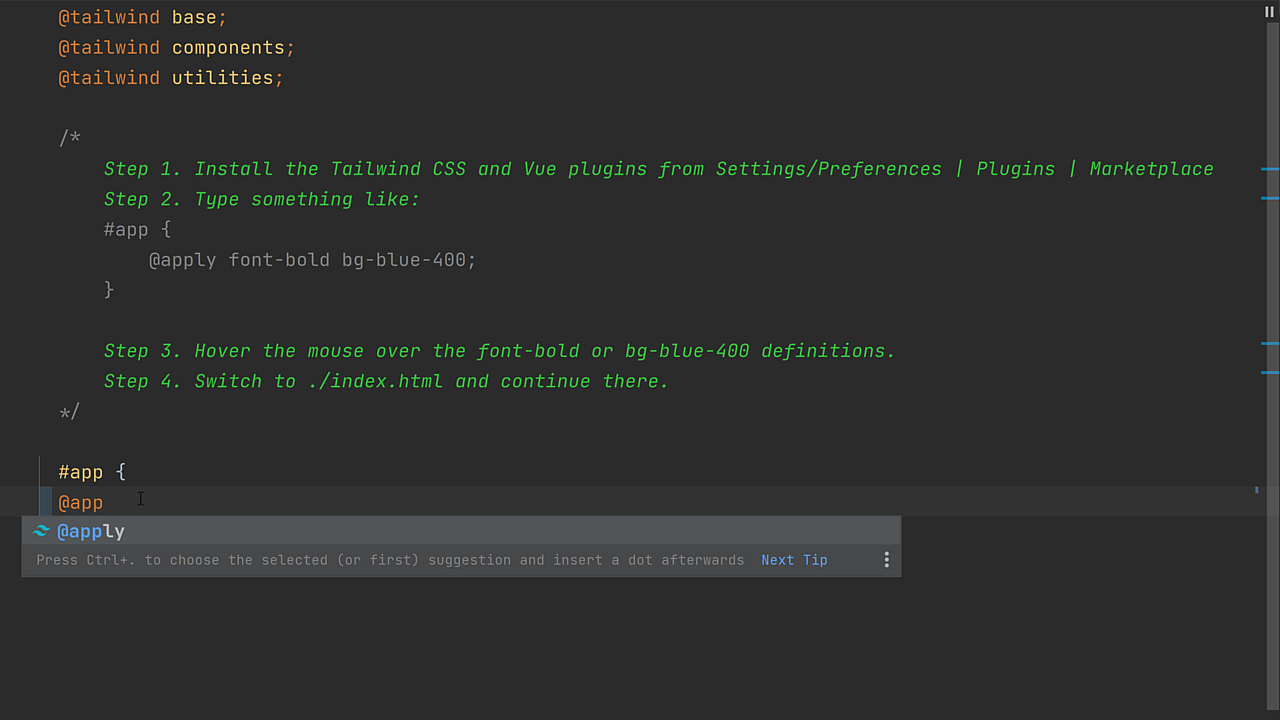 @tailwind base;
@tailwind components;
@tailwind utilities;
/*
Step 1. Install the Tailwind CSS and Vue plugins from Settings/Preferences | Plugins | Marketplace
Step 2. Type something like:
#app {
@apply font-bold bg-blue-400;
}
Step 3. Hover the mouse over the font-bold or bg-blue-400 definitions.
Step 4. Switch to ./index.html and continue there.
*/
#app {
@app
@apply
Press Ctrl+. to choose the selected (or first) suggestion and insert a dot afterwards Next Tip